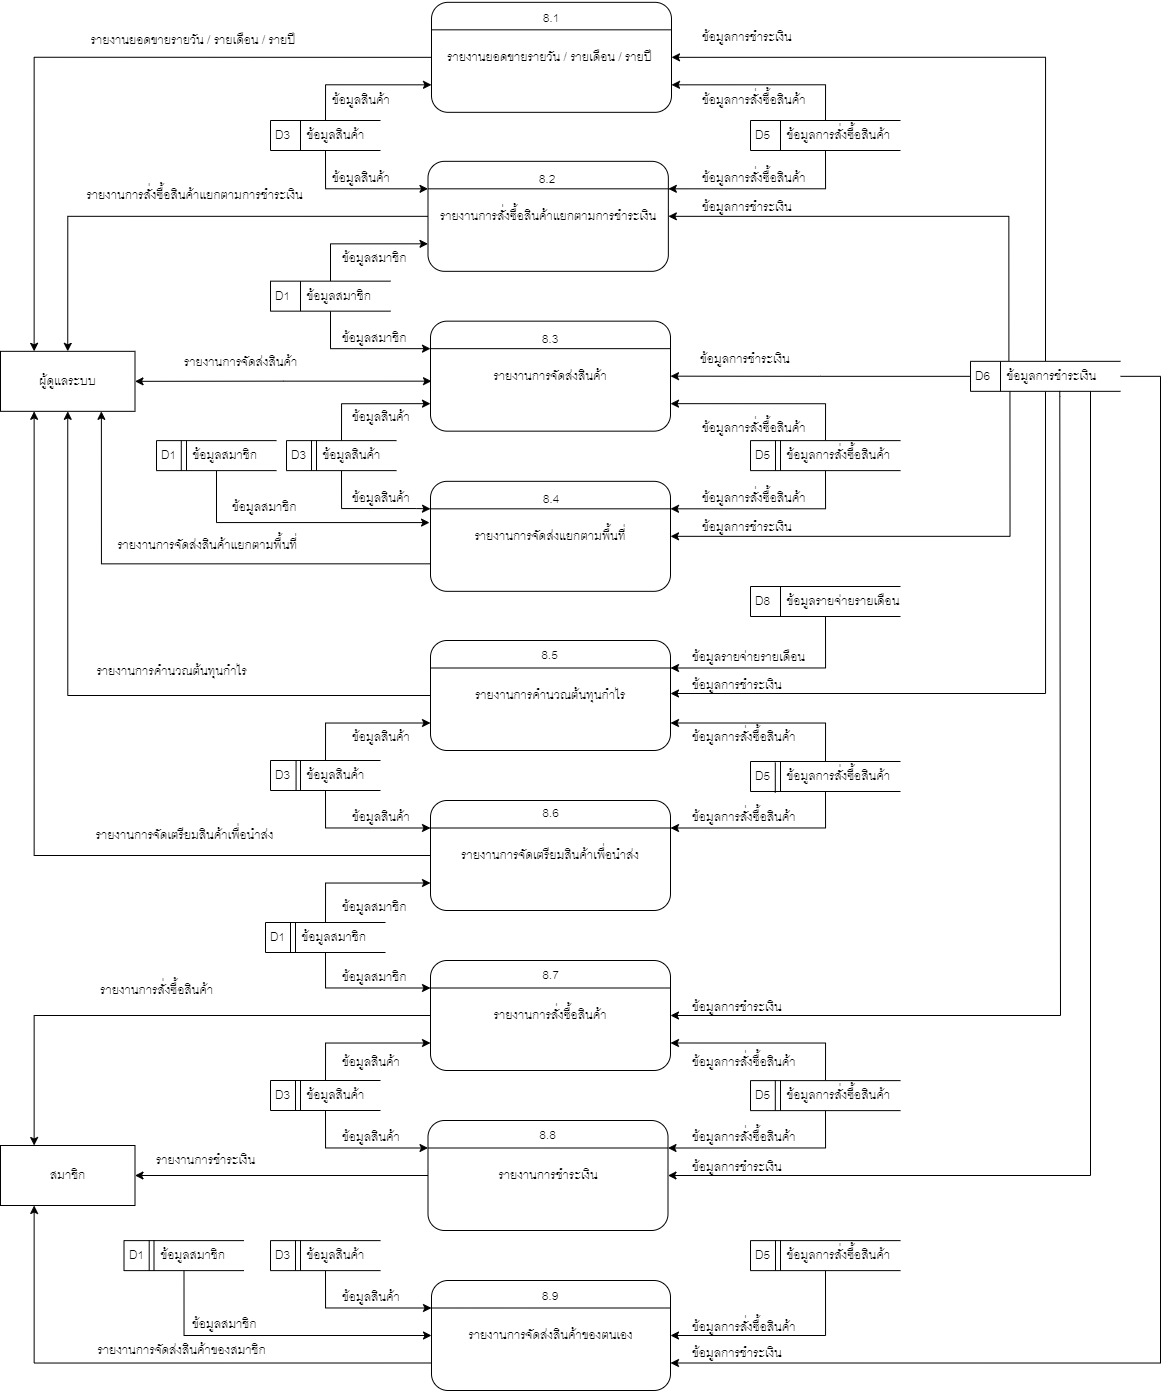 8.1
รายงานยอดขายรายวัน / รายเดือน / รายปี
ข้อมูลการชำระเงิน
รายงานยอดขายรายวัน / รายเดือน / รายปี
ข้อมูลสินค้า
ข้อมูลการสั่งซื้อสินค้า
D3 ข้อมูลสินค้า
D5 ข้อมูลการสั่งซื้อสินค้า
ข้อมูลสินค้า
8.2
ข้อมูลการสั่งซื้อสินค้า
รายงานการสั่งซื้อสินค้าแยกตามการชำระเงิน
ข้อมูลการชำระเงิน
รายงานการสั่งซื้อสินค้าแยกตามการชำระเงิน
ข้อมูลสมาชิก
D1 ข้อมูลสมาชิก
ข้อมูลสมาชิก
8.3
รายงานการจัดส่งสินค้า
ข้อมูลการชำระเงิน
ผู้ดูแลระบบ
รายงานการจัดส่งสินค้า
D6 ข้อมูลการชำระเงิน
ข้อมูลสินค้า
ข้อมูลการสั่งซื้อสินค้า
D1 ข้อมูลสมาชิก
D3 ข้อมูลสินค้า
D5 ข้อมูลการสั่งซื้อสินค้า
ข้อมูลสินค้า
8.4
ข้อมูลการสั่งซื้อสินค้า
ข้อมูลสมาชิก
ข้อมูลการชำระเงิน
รายงานการจัดส่งแยกตามพื้นที่
รายงานการจัดส่งสินค้าแยกตามพื้นที่
D8 ข้อมูลรายจ่ายรายเดือน
8.5
ข้อมูลรายจ่ายรายเดือน
รายงานการคำนวณต้นทุนกำไร
ข้อมูลการชำระเงิน
รายงานการคำนวณต้นทุนกำไร
ข้อมูลสินค้า
ข้อมูลการสั่งซื้อสินค้า
D3 ข้อมูลสินค้า
D5 ข้อมูลการสั่งซื้อสินค้า
ข้อมูลสินค้า
8.6
ข้อมูลการสั่งซื้อสินค้า
รายงานการจัดเตรียมสินค้าเพื่อนำส่ง
รายงานการจัดเตรียมสินค้าเพื่อนำส่ง
ข้อมูลสมาชิก
D1 ข้อมูลสมาชิก
ข้อมูลสมาชิก
8.7
รายงานการสั่งซื้อสินค้า
ข้อมูลการชำระเงิน
รายงานการสั่งซื้อสินค้า
ข้อมูลสินค้า
ข้อมูลการสั่งซื้อสินค้า
D3 ข้อมูลสินค้า
D5 ข้อมูลการสั่งซื้อสินค้า
ข้อมูลสินค้า
8.8
ข้อมูลการสั่งซื้อสินค้า
รายงานการชำระเงิน
ข้อมูลการชำระเงิน
สมาชิก
รายงานการชำระเงิน
D1 ข้อมูลสมาชิก
D3 ข้อมูลสินค้า
D5 ข้อมูลการสั่งซื้อสินค้า
ข้อมูลสินค้า
8.9
ข้อมูลสมาชิก
ข้อมูลการสั่งซื้อสินค้า
รายงานการจัดส่งสินค้าของตนเอง
รายงานการจัดส่งสินค้าของสมาชิก
ข้อมูลการชำระเงิน